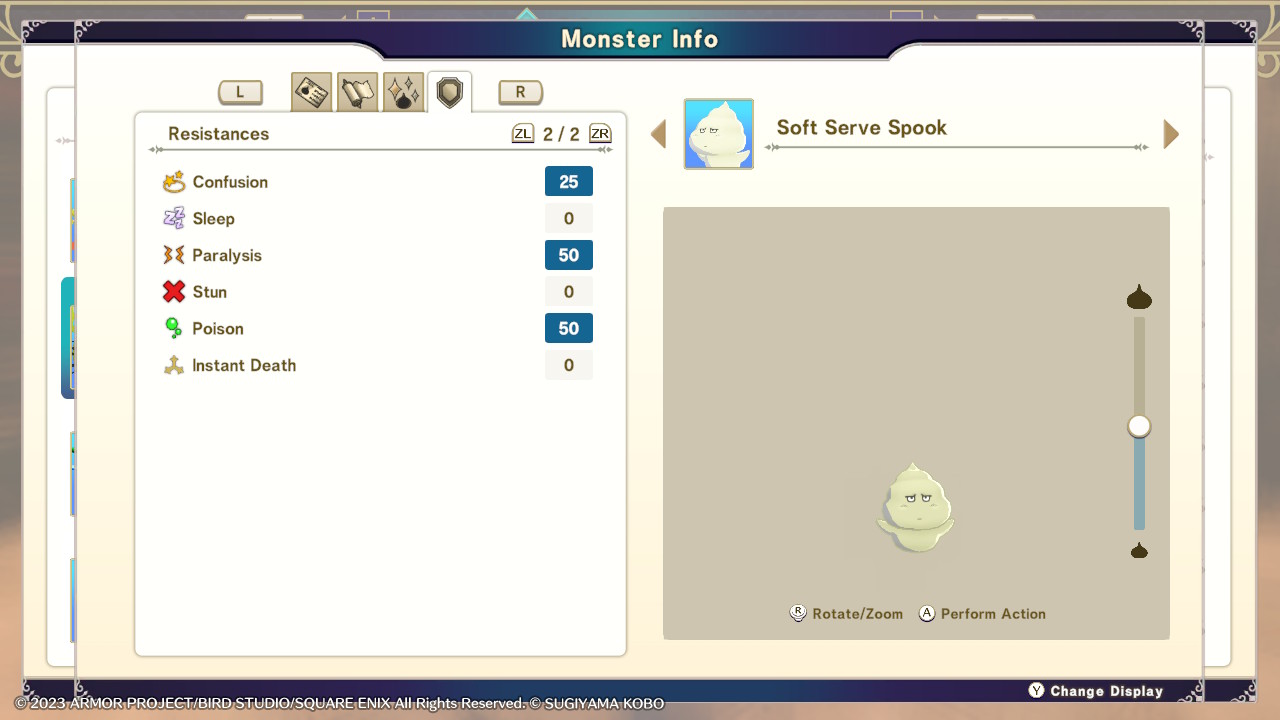 Monster Info
L
R
Resistances
ZL 2 / 2 ZR
Confusion 25
Sleep 0
Paralysis 50
Stun 0
Poison 50
Instant Death 0
Soft Serve Spook
R Rotate/Zoom A Perform Action
Y Change Display
© 2023 ARMOR PROJECT/BIRD STUDIO/SQUARE ENIX All Rights Reserved. © SUGIYAMA KOBO